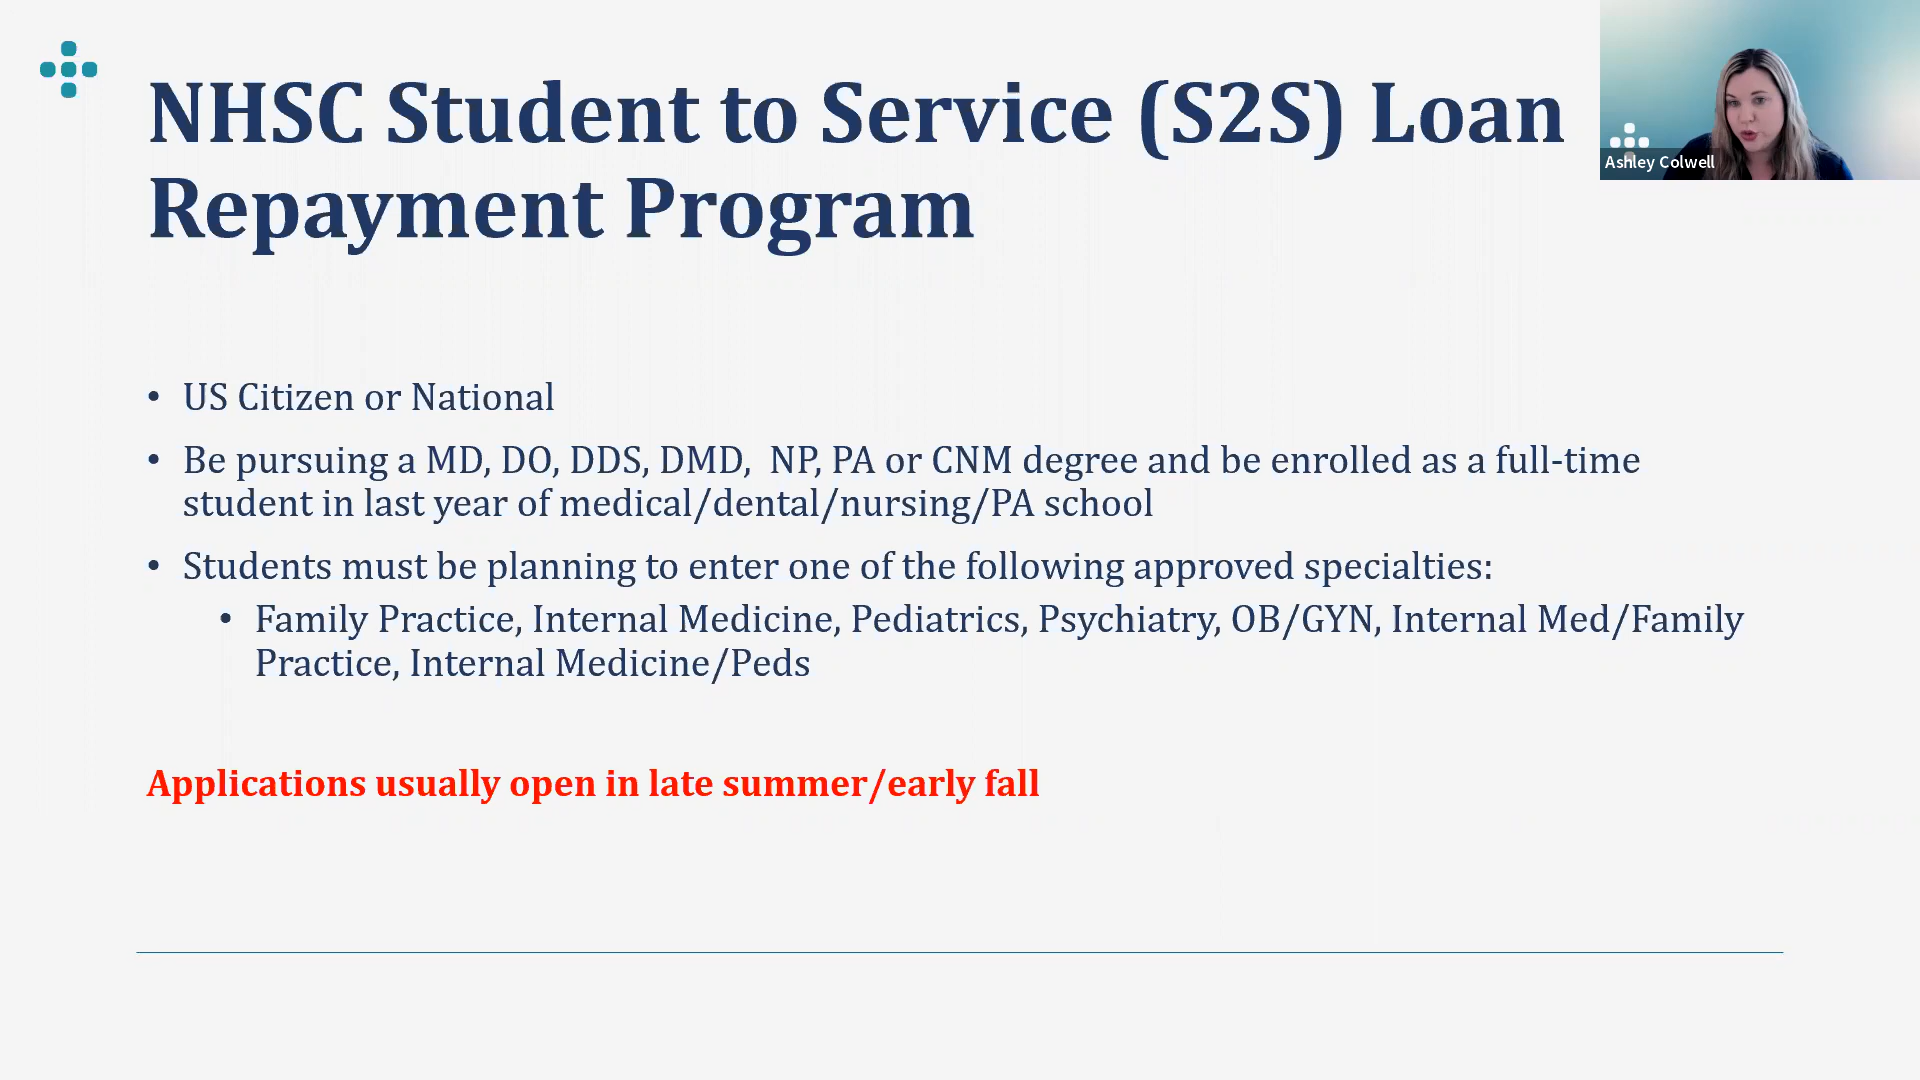 NHSC Student to Service (S2S) Loan
Repayment Program
Ashley Colwell
• US Citizen or National
• Be pursuing a MD, DO, DDS, DMD,  NP, PA or CNM degree and be enrolled as a full-time
student in last year of medical/dental/nursing/PA school
• Students must be planning to enter one of the following approved specialties:
• Family Practice, Internal Medicine, Pediatrics, Psychiatry, OB/GYN, Internal Med/Family
Practice, Internal Medicine/Peds
Applications usually open in late summer/early fall